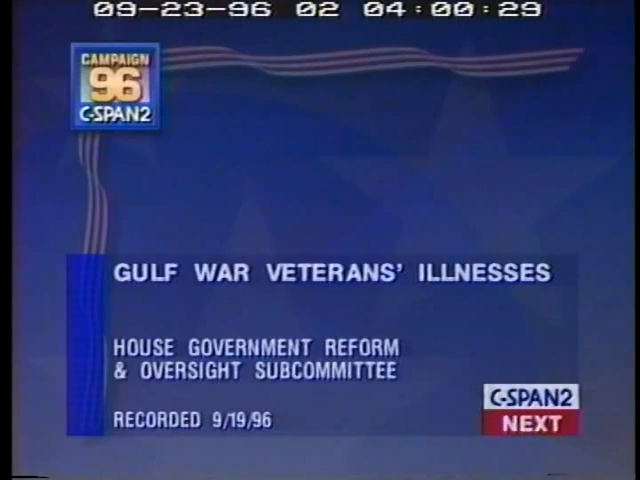 09-23-96 02 04:00:29
CAMPAIGN
96
C-SPAN2
GULF WAR VETERANS' ILLNESSES
HOUSE GOVERNMENT REFORM
& OVERSIGHT SUBCOMMITTEE
RECORDED 9/19/96
C-SPAN2
NEXT